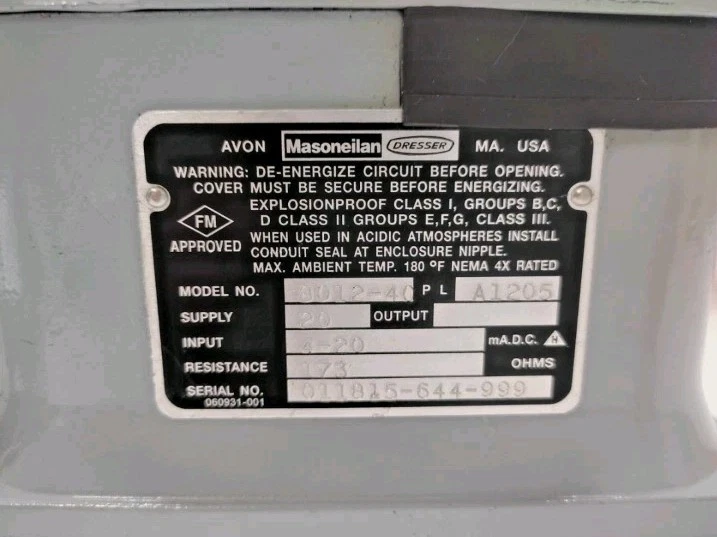 AVON Masoneilan DRESSER MA. USA
WARNING: DE-ENERGIZE CIRCUIT BEFORE OPENING.
COVER MUST BE SECURE BEFORE ENERGIZING.
EXPLOSIONPROOF CLASS I, GROUPS B,C,
D CLASS II GROUPS E,F,G, CLASS III.
FM
APPROVED
WHEN USED IN ACIDIC ATMOSPHERES INSTALL
CONDUIT SEAL AT ENCLOSURE NIPPLE.
MAX. AMBIENT TEMP. 180 °F NEMA 4X RATED
MODEL NO. P L A1205
SUPPLY OUTPUT
INPUT 4-20 mA.D.C. H
RESISTANCE 173 OHMS
SERIAL NO. 011815-644-999
060931-001